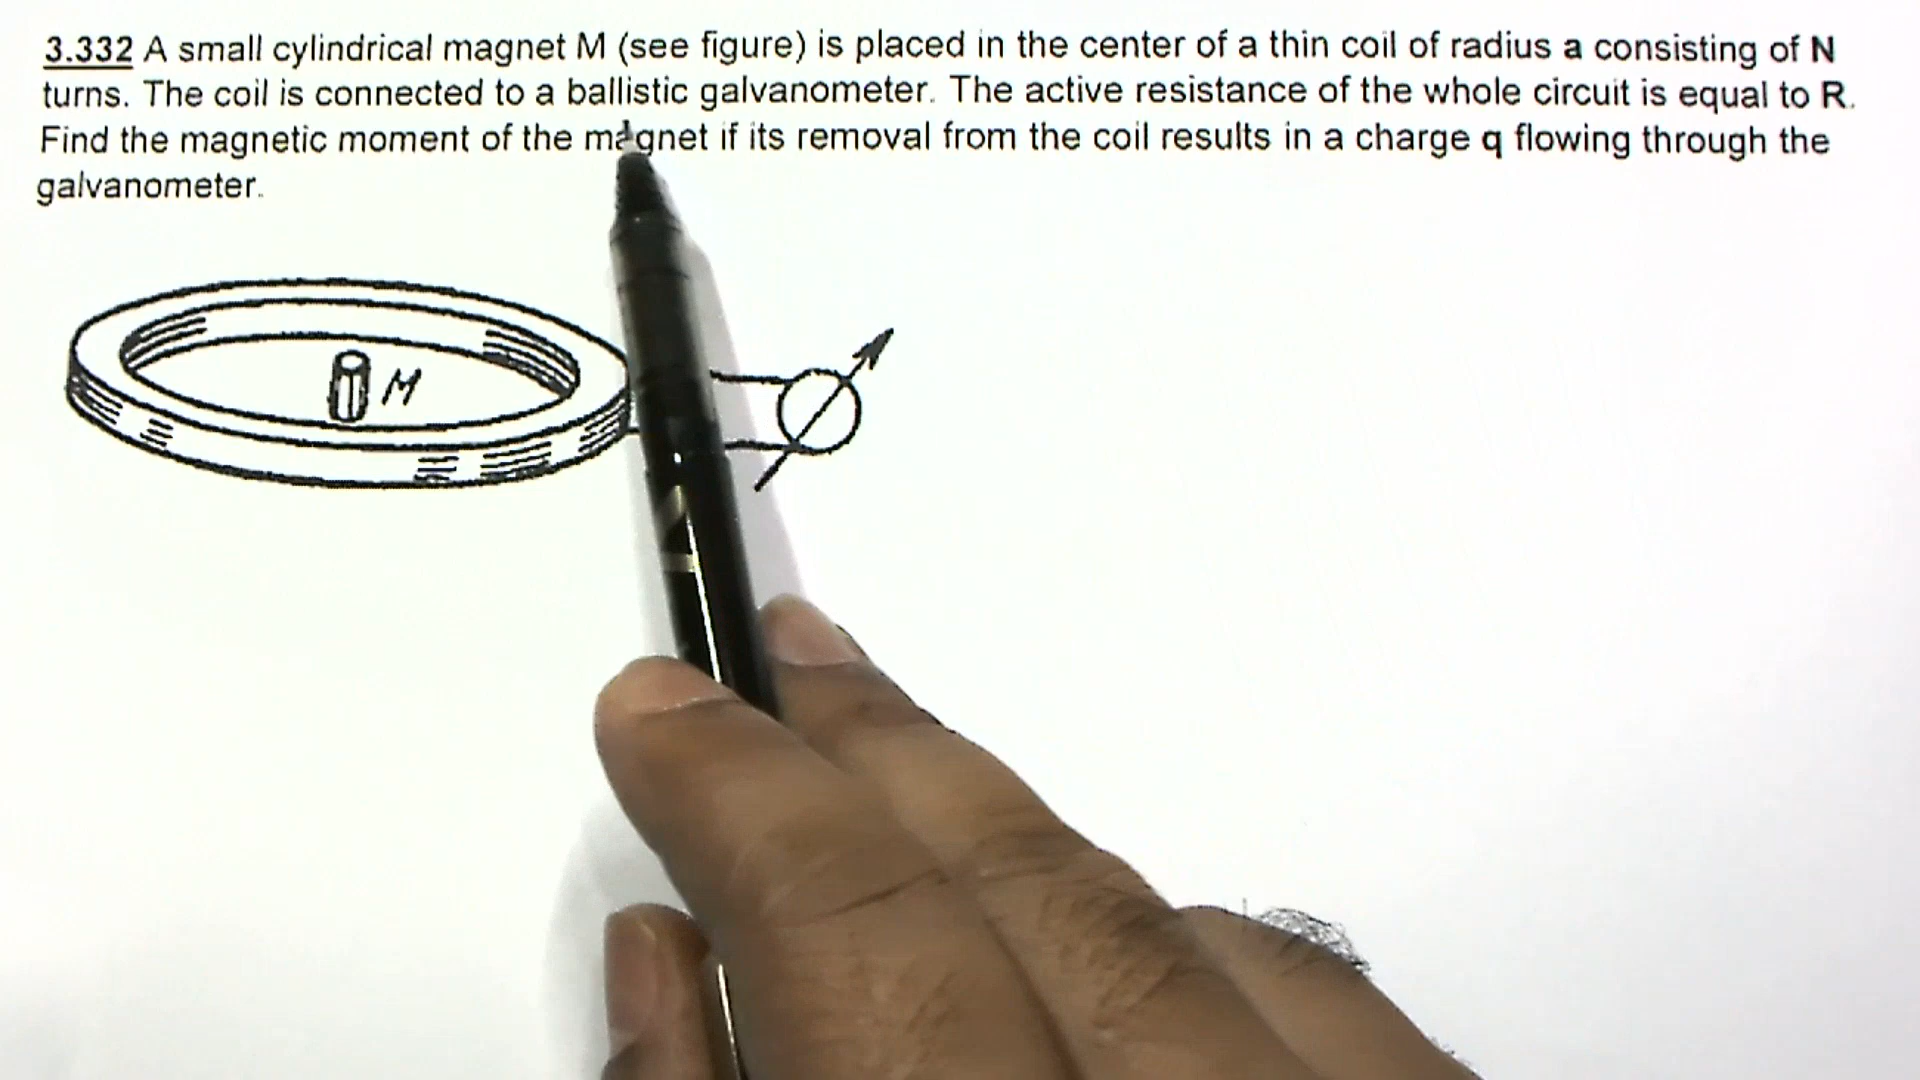 3.332 A small cylindrical magnet M (see figure) is placed in the center of a thin coil of radius a consisting of N
turns. The coil is connected to a ballistic galvanometer. The active resistance of the whole circuit is equal to R.
Find the magnetic moment of the magnet if its removal from the coil results in a charge q flowing through the
galvanometer.
M